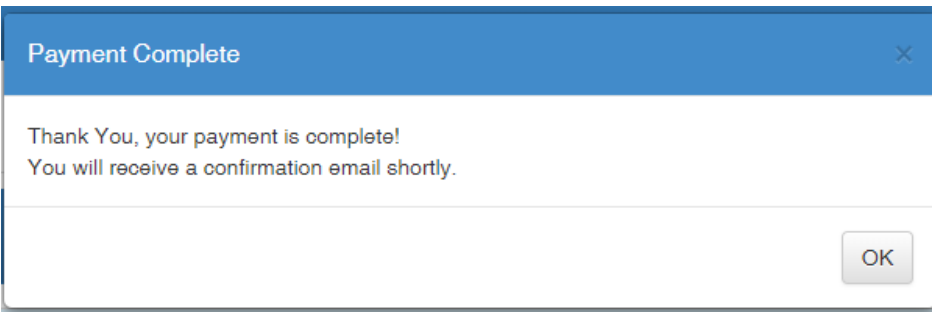 Payment Complete
×
Thank You, your payment is complete!
You will receive a confirmation email shortly.
OK